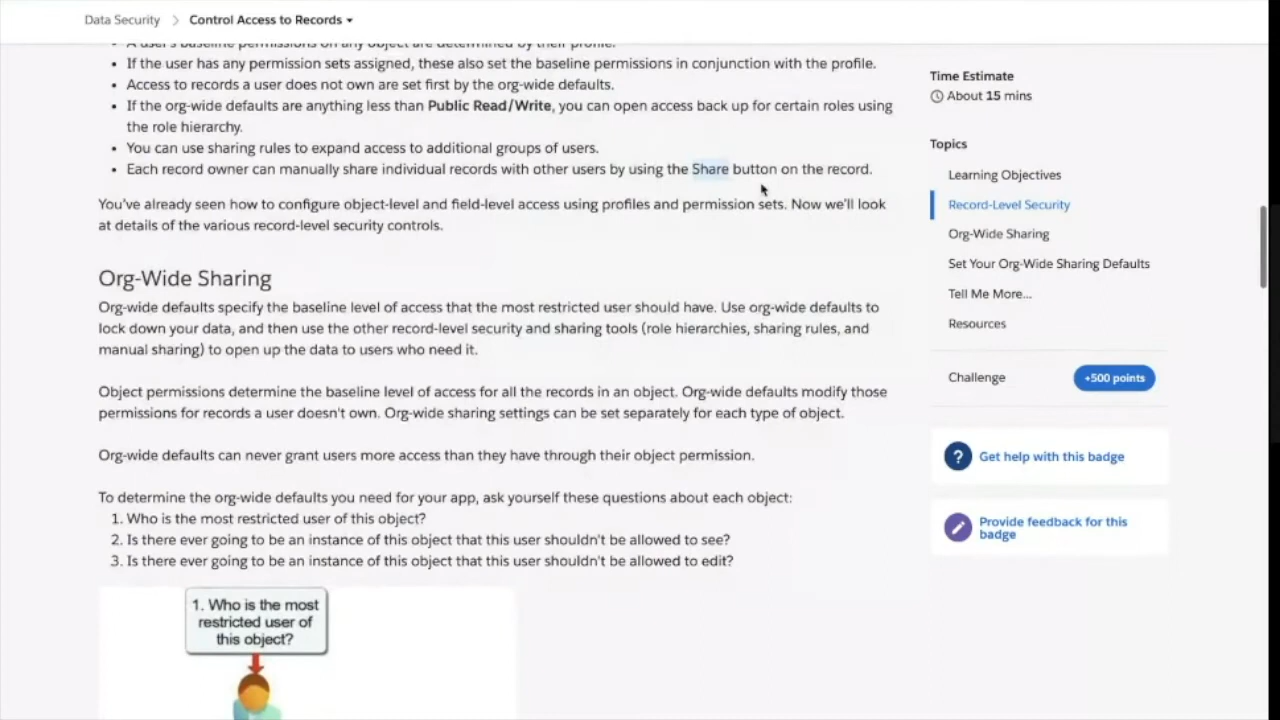 Data Security > Control Access to Records
A user's baseline permissions on any object are determined by their profile.
If the user has any permission sets assigned, these also set the baseline permissions in conjunction with the profile.
Access to records a user does not own are set first by the org-wide defaults.
If the org-wide defaults are anything less than Public Read/Write, you can open access back up for certain roles using
the role hierarchy.
You can use sharing rules to expand access to additional groups of users.
Each record owner can manually share individual records with other users by using the Share button on the record.
You've already seen how to configure object-level and field-level access using profiles and permission sets. Now we'll look
at details of the various record-level security controls.
Org-Wide Sharing
Org-wide defaults specify the baseline level of access that the most restricted user should have. Use org-wide defaults to
lock down your data, and then use the other record-level security and sharing tools (role hierarchies, sharing rules, and
manual sharing) to open up the data to users who need it.
Object permissions determine the baseline level of access for all the records in an object. Org-wide defaults modify those
permissions for records a user doesn't own. Org-wide sharing settings can be set separately for each type of object.
Org-wide defaults can never grant users more access than they have through their object permission.
To determine the org-wide defaults you need for your app, ask yourself these questions about each object:
1. Who is the most restricted user of this object?
2. Is there ever going to be an instance of this object that this user shouldn't be allowed to see?
3. Is there ever going to be an instance of this object that this user shouldn't be allowed to edit?
1. Who is the most
restricted user of
this object?
Time Estimate
About 15 mins
Topics
Learning Objectives
Record-Level Security
Org-Wide Sharing
Set Your Org-Wide Sharing Defaults
Tell Me More...
Resources
Challenge
+500 points
? Get help with this badge
Provide feedback for this
badge